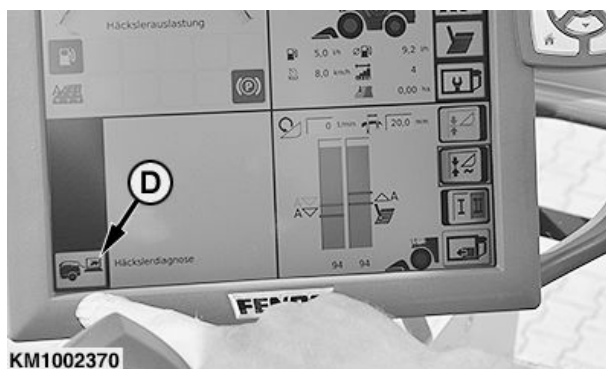 Häckslerauslastung
5,0 l/h
9,2 l/h
8,0 km/h
4
0,00 ha
(P)
0 1/min
20,0 mm
A
A
A
A
94 94
D
Häckslerdiagnose
FENDT
KM1002370